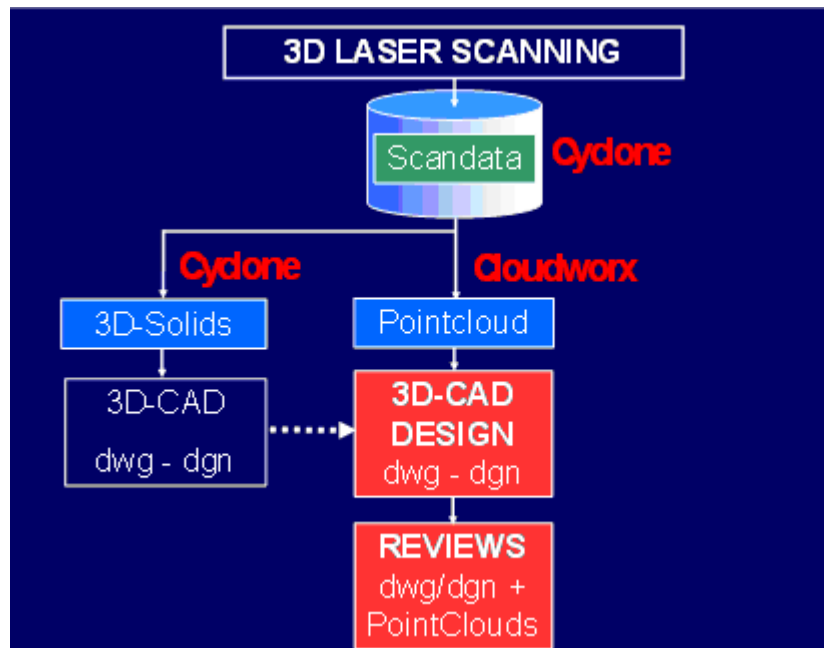 3D LASER SCANNING
Scandata
Cyclone
Cyclone
Cloudworx
3D-Solids
Pointcloud
3D-CAD
dwg - dgn
3D-CAD
DESIGN
dwg - dgn
REVIEWS
dwg/dgn +
PointClouds